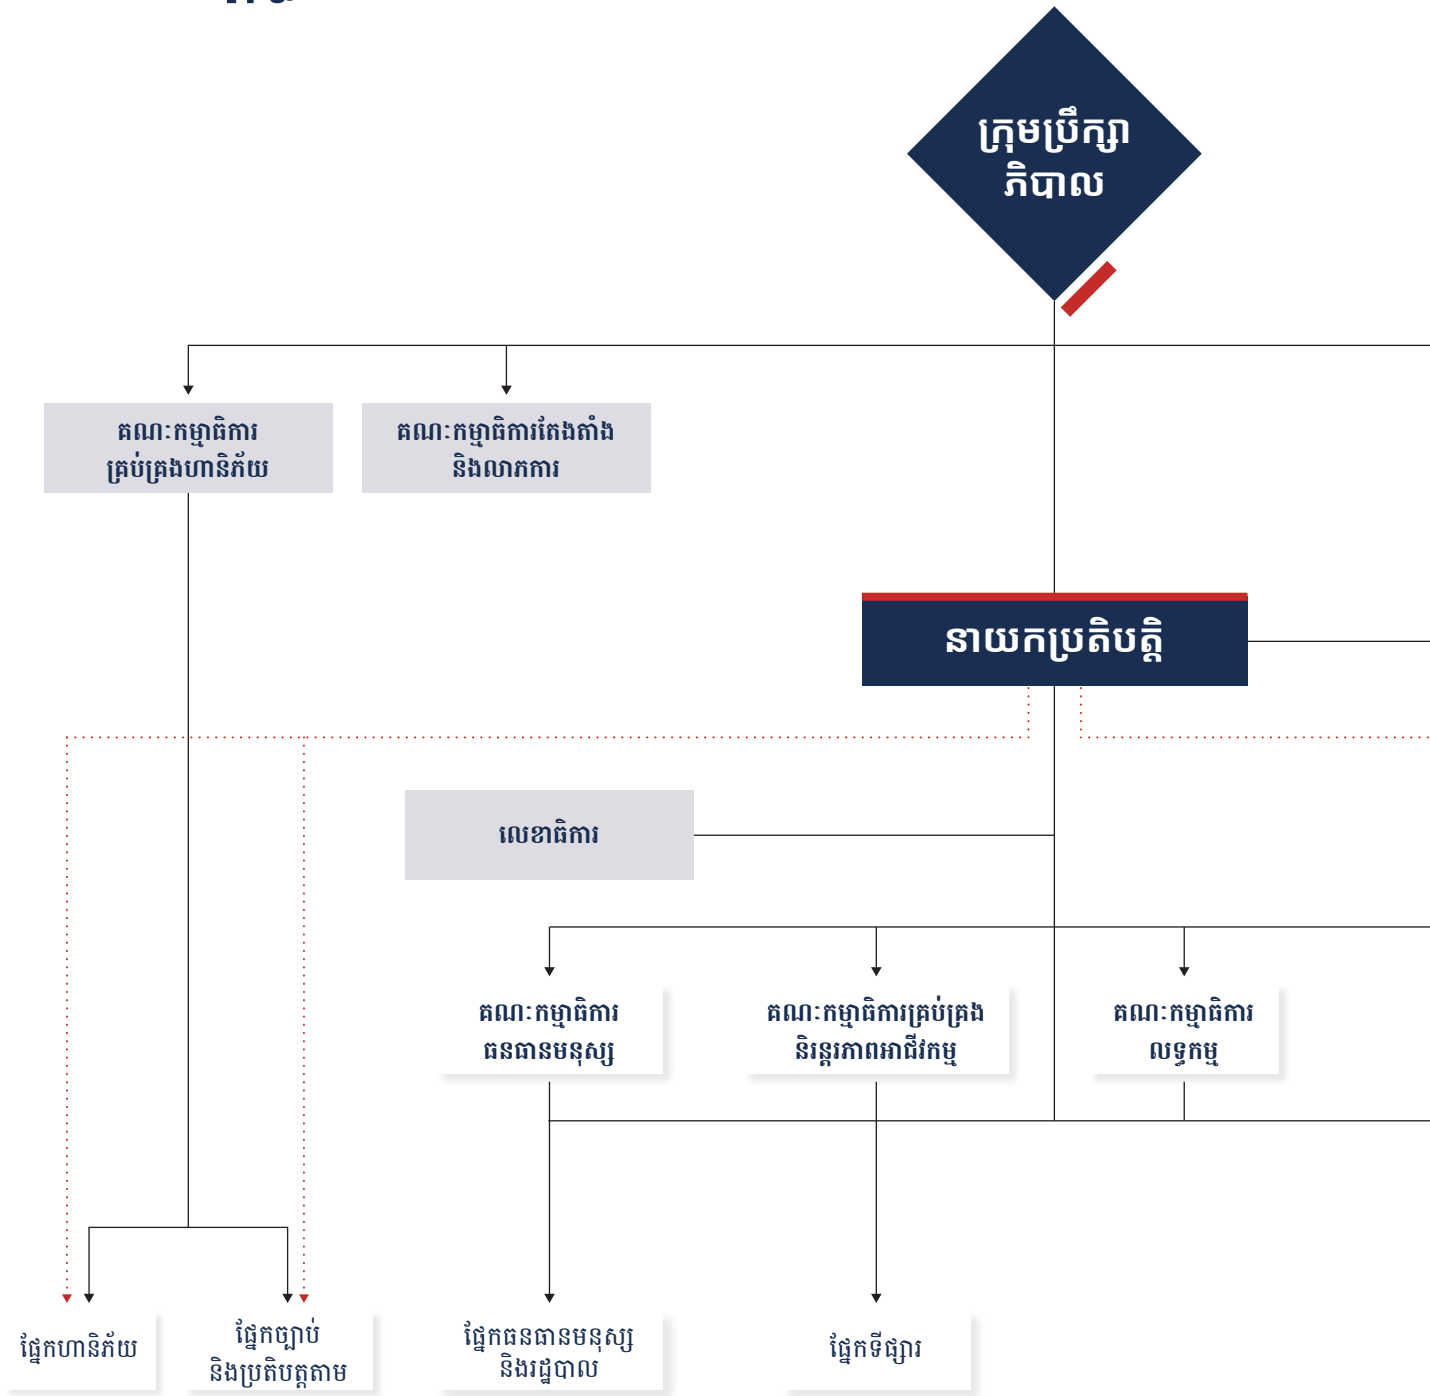 ក្រុមប្រឹក្សា
ភិបាល
គណៈកម្មាធិការ
គ្រប់គ្រងហានិភ័យ
គណៈកម្មាធិការតែងតាំង
និងលាភការ
នាយកប្រតិបត្តិ
លេខាធិការ
គណៈកម្មាធិការ
ធនធានមនុស្ស
គណៈកម្មាធិការគ្រប់គ្រង
និរន្តរភាពអាជីវកម្ម
គណៈកម្មាធិការ
លទ្ធកម្ម
ផ្នែកហានិភ័យ
ផ្នែកច្បាប់
និងប្រតិបត្តតាម
ផ្នែកធនធានមនុស្ស
និងរដ្ឋបាល
ផ្នែកទីផ្សារ